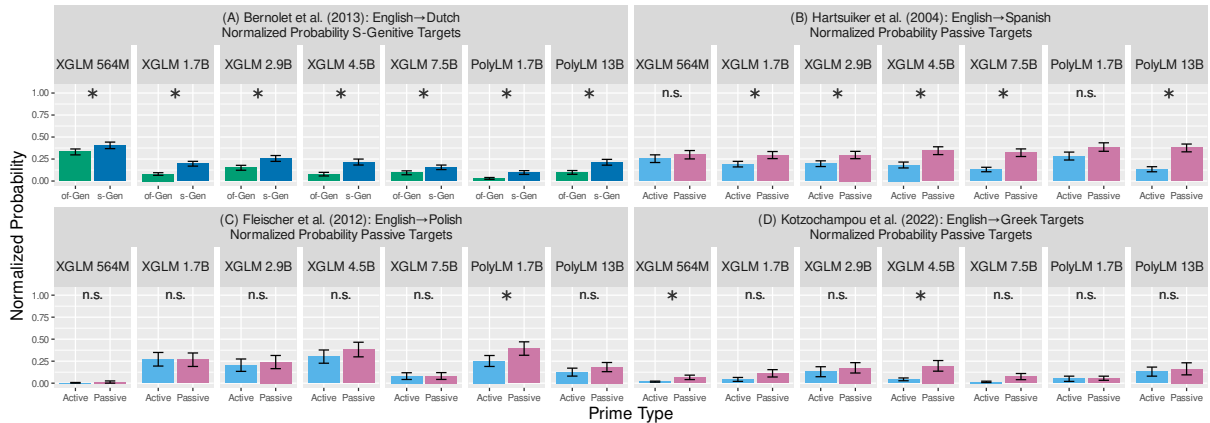 (A) Bernolet et al. (2013): English→Dutch
Normalized Probability S-Genitive Targets
XGLM 564M XGLM 1.7B XGLM 2.9B XGLM 4.5B XGLM 7.5B PolyLM 1.7B PolyLM 13B
* * * * * * *
1.00
0.75
0.50
0.25
0.00
of-Gen s-Gen of-Gen s-Gen of-Gen s-Gen of-Gen s-Gen of-Gen s-Gen of-Gen s-Gen of-Gen s-Gen
(B) Hartsuiker et al. (2004): English→Spanish
Normalized Probability Passive Targets
XGLM 564M XGLM 1.7B XGLM 2.9B XGLM 4.5B XGLM 7.5B PolyLM 1.7B PolyLM 13B
n.s. * * * * n.s. *
Active Passive Active Passive Active Passive Active Passive Active Passive Active Passive Active Passive
(C) Fleischer et al. (2012): English→Polish
Normalized Probability Passive Targets
XGLM 564M XGLM 1.7B XGLM 2.9B XGLM 4.5B XGLM 7.5B PolyLM 1.7B PolyLM 13B
n.s. n.s. n.s. n.s. n.s. * n.s.
1.00
0.75
0.50
0.25
0.00
Active Passive Active Passive Active Passive Active Passive Active Passive Active Passive Active Passive
(D) Kotzochampou et al. (2022): English→Greek Targets
Normalized Probability Passive Targets
XGLM 564M XGLM 1.7B XGLM 2.9B XGLM 4.5B XGLM 7.5B PolyLM 1.7B PolyLM 13B
* n.s. n.s. * n.s. n.s. n.s.
Active Passive Active Passive Active Passive Active Passive Active Passive Active Passive Active Passive
Normalized Probability
Prime Type